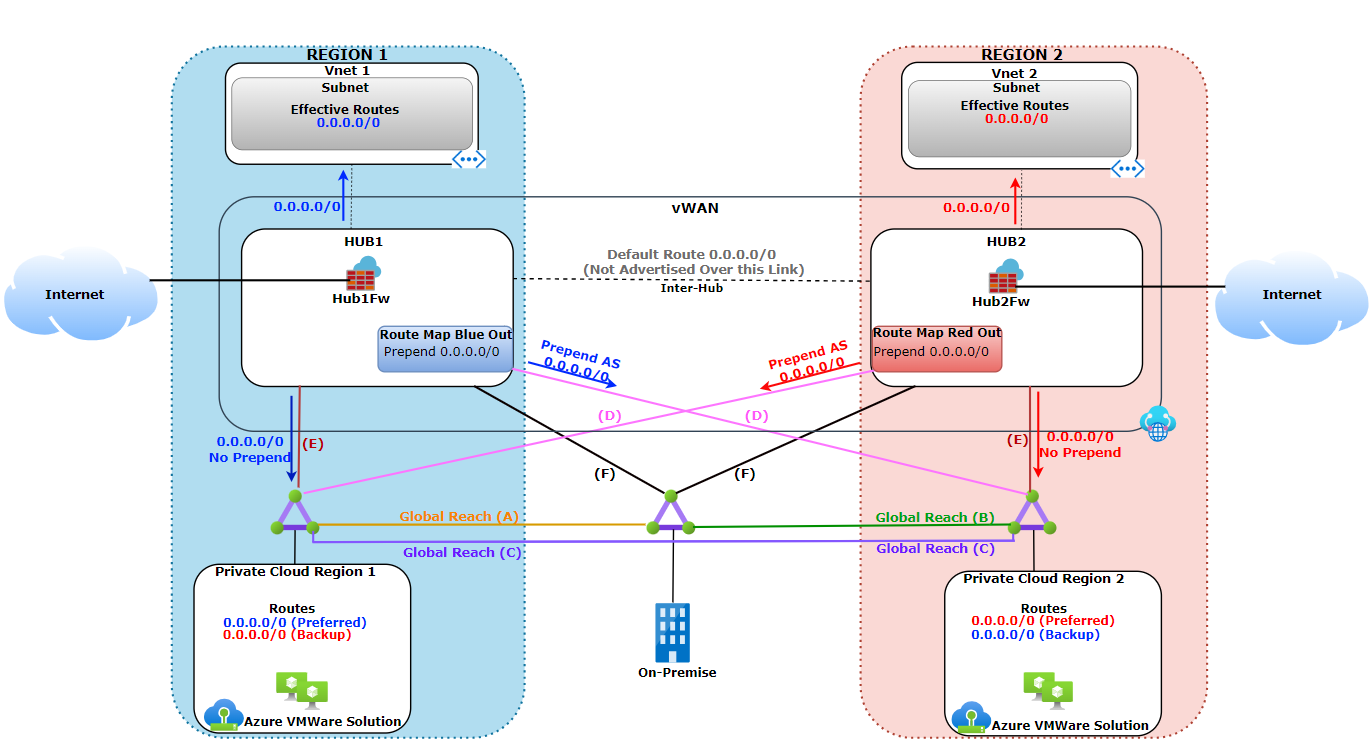 REGION 1
REGION 2
Vnet 1
Subnet
Effective Routes
0.0.0.0/0
Vnet 2
Subnet
Effective Routes
0.0.0.0/0
0.0.0.0/0
vWAN
0.0.0.0/0
HUB1
HUB2
Default Route 0.0.0.0/0
(Not Advertised Over this Link)
Inter-Hub
Internet
Hub1Fw
Hub2Fw
Internet
Route Map Blue Out
Prepend 0.0.0.0/0
Prepend AS
0.0.0.0/0
Prepend AS
0.0.0.0/0
Route Map Red Out
Prepend 0.0.0.0/0
(D)
(D)
0.0.0.0/0
No Prepend
(E)
(E)
0.0.0.0/0
No Prepend
(F)
(F)
Global Reach (A)
Global Reach (B)
Global Reach (C)
Global Reach (C)
Private Cloud Region 1
Routes
0.0.0.0/0 (Preferred)
0.0.0.0/0 (Backup)
Azure VMWare Solution
On-Premise
Private Cloud Region 2
Routes
0.0.0.0/0 (Preferred)
0.0.0.0/0 (Backup)
Azure VMWare Solution